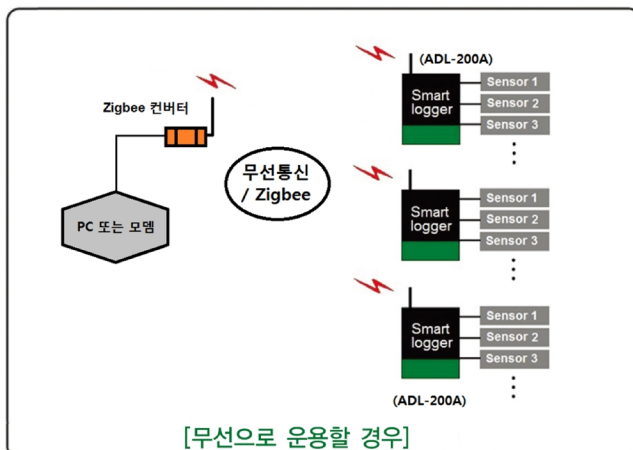 Zigbee 컨버터
PC 또는 모뎀
무선통신
/ Zigbee
(ADL-200A)
Smart
logger
Sensor 1
Sensor 2
Sensor 3
Smart
logger
Sensor 1
Sensor 2
Sensor 3
Smart
logger
Sensor 1
Sensor 2
Sensor 3
(ADL-200A)
[무선으로 운용할 경우]